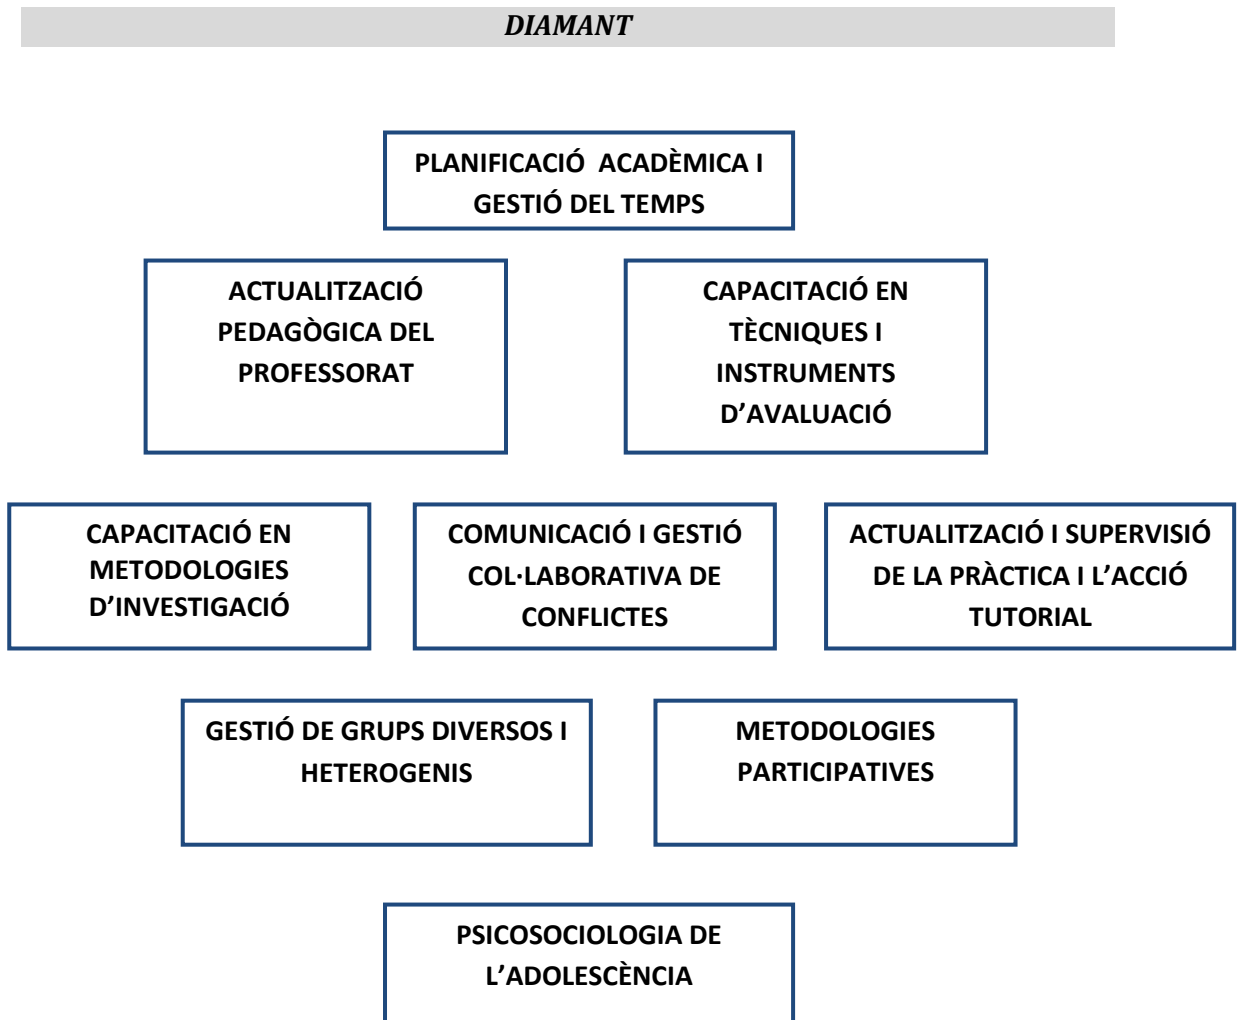 DIAMANT
PLANIFICACIÓ ACADÈMICA I
GESTIÓ DEL TEMPS
ACTUALITZACIÓ
PEDAGÒGICA DEL
PROFESSORAT
CAPACITACIÓ EN
TÈCNIQUES I
INSTRUMENTS
D’AVALUACIÓ
CAPACITACIÓ EN
METODOLOGIES
D’INVESTIGACIÓ
COMUNICACIÓ I GESTIÓ
COL·LABORATIVA DE
CONFLICTES
ACTUALITZACIÓ I SUPERVISIÓ
DE LA PRÀCTICA I L’ACCIÓ
TUTORIAL
GESTIÓ DE GRUPS DIVERSOS I
HETEROGENIS
METODOLOGIES
PARTICIPATIVES
PSICOSOCIOLOGIA DE
L’ADOLESCÈNCIA